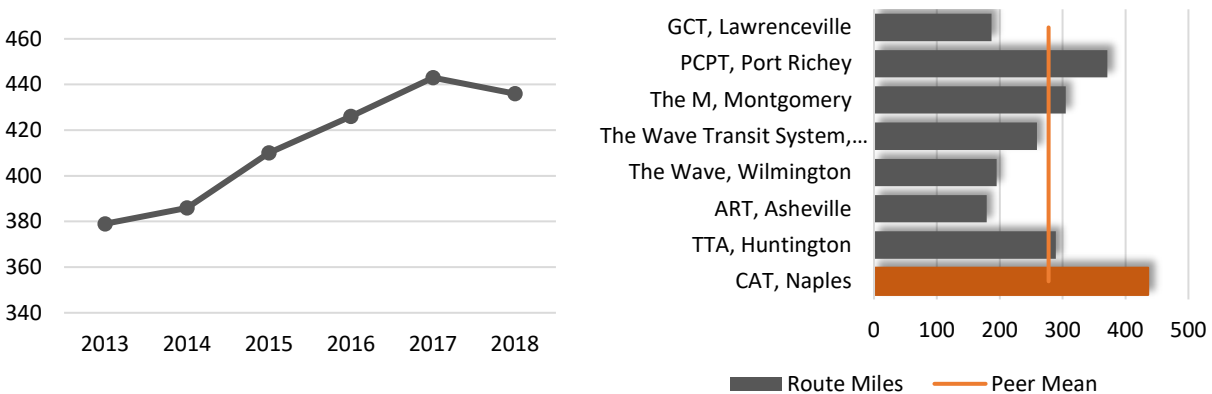 460
440
420
400
380
360
340
2013 2014 2015 2016 2017 2018
GCT, Lawrenceville
PCPT, Port Richey
The M, Montgomery
The Wave Transit System,...
The Wave, Wilmington
ART, Asheville
TTA, Huntington
CAT, Naples
0 100 200 300 400 500
Route Miles Peer Mean